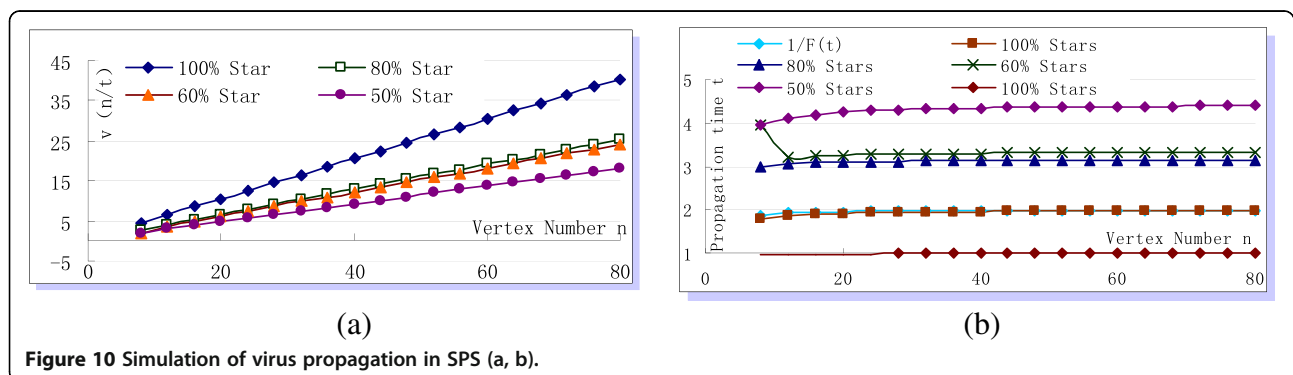 45
35
25
15
5
-5
v (n/t)
100% Star
80% Star
60% Star
50% Star
Vertex Number n
0
20
40
60
80
(a)
1/F(t)
100% Stars
80% Stars
60% Stars
50% Stars
100% Stars
5
4
3
2
1
Propagation time t
Vertex Number n
0
20
40
60
80
(b)
Figure 10 Simulation of virus propagation in SPS (a, b).